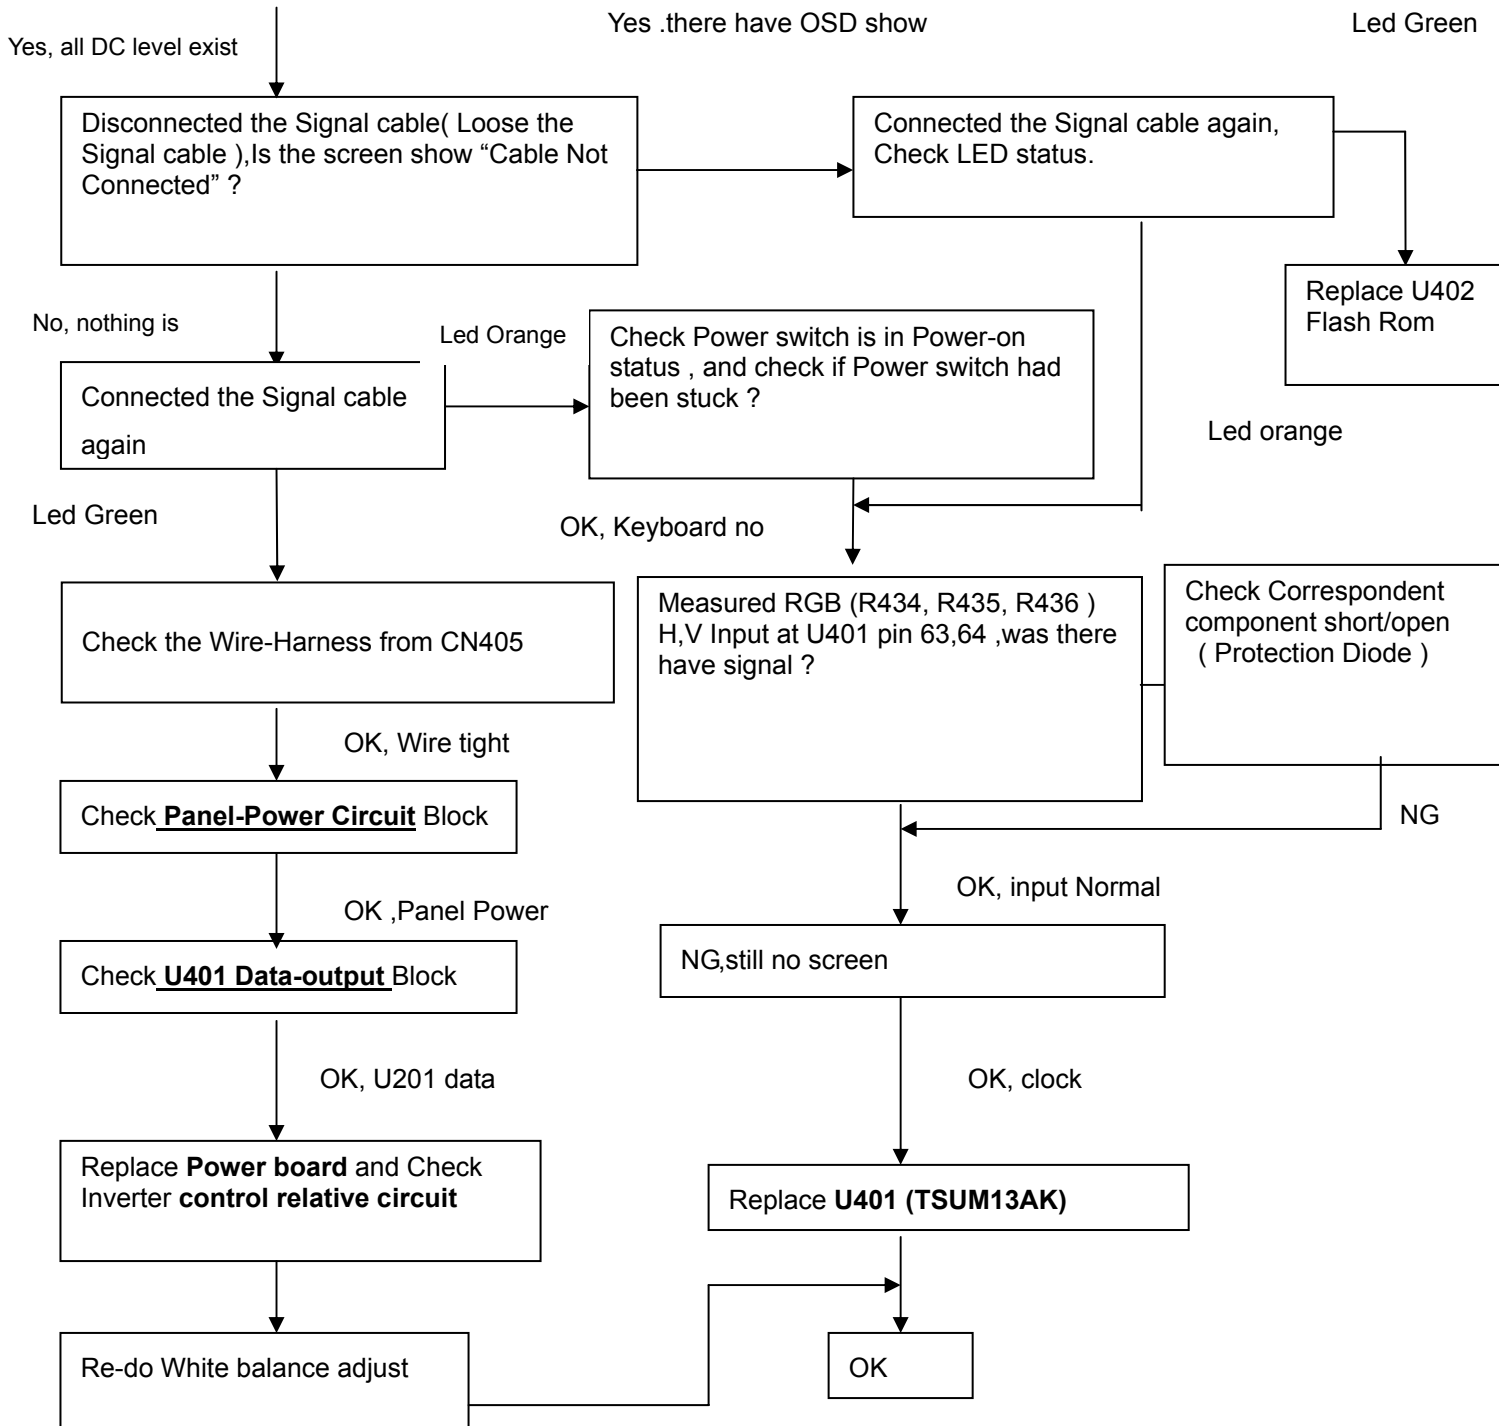 Yes .there have OSD show
Led Green
Yes, all DC level exist
Disconnected the Signal cable( Loose the
Signal cable ),Is the screen show “Cable Not
Connected” ?
Connected the Signal cable again,
Check LED status.
Replace U402
Flash Rom
No, nothing is
Led Orange
Check Power switch is in Power-on
status , and check if Power switch had
been stuck ?
Connected the Signal cable
again
Led orange
Led Green
OK, Keyboard no
Check the Wire-Harness from CN405
Measured RGB (R434, R435, R436 )
H,V Input at U401 pin 63,64 ,was there
have signal ?
Check Correspondent
component short/open
( Protection Diode )
OK, Wire tight
Check Panel-Power Circuit Block
NG
OK, input Normal
OK ,Panel Power
Check U401 Data-output Block
NG,still no screen
OK, U201 data
OK, clock
Replace Power board and Check
Inverter control relative circuit
Replace U401 (TSUM13AK)
Re-do White balance adjust
OK